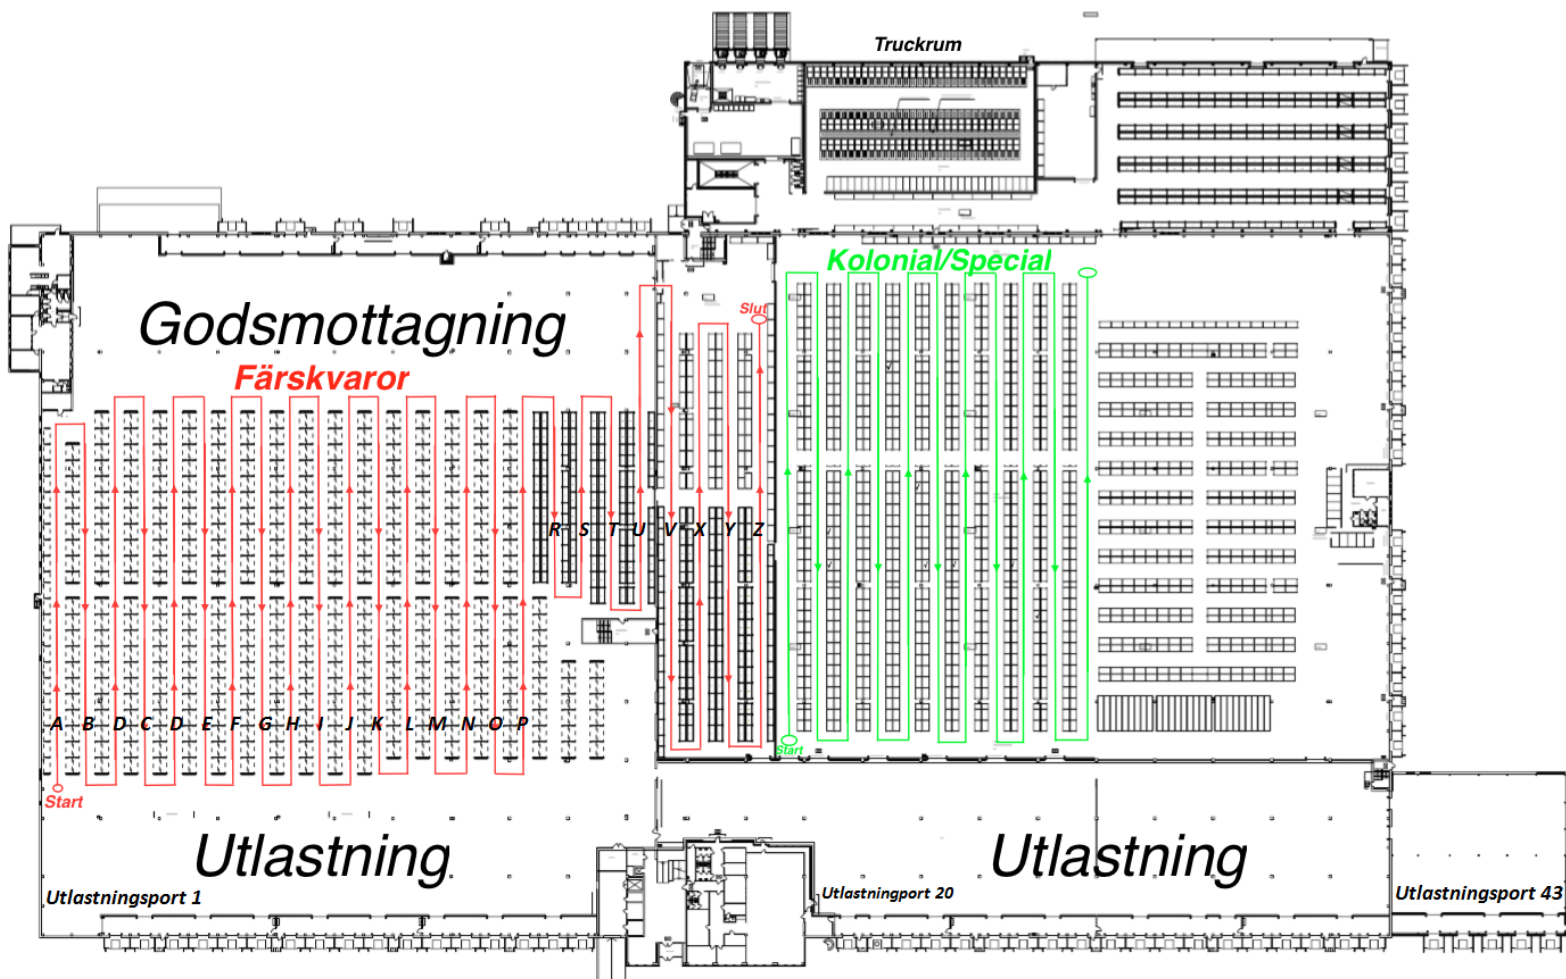 Truckrum
Kolonial/Special
Godsmottagning
Slut
Färskvaror
R S T U V X Y Z
A B D C D E F G H I J K L M N O P
Start
Start
Utlastning
Utlastning
Utlastningsport 1
Utlastningport 20
Utlastningsport 43